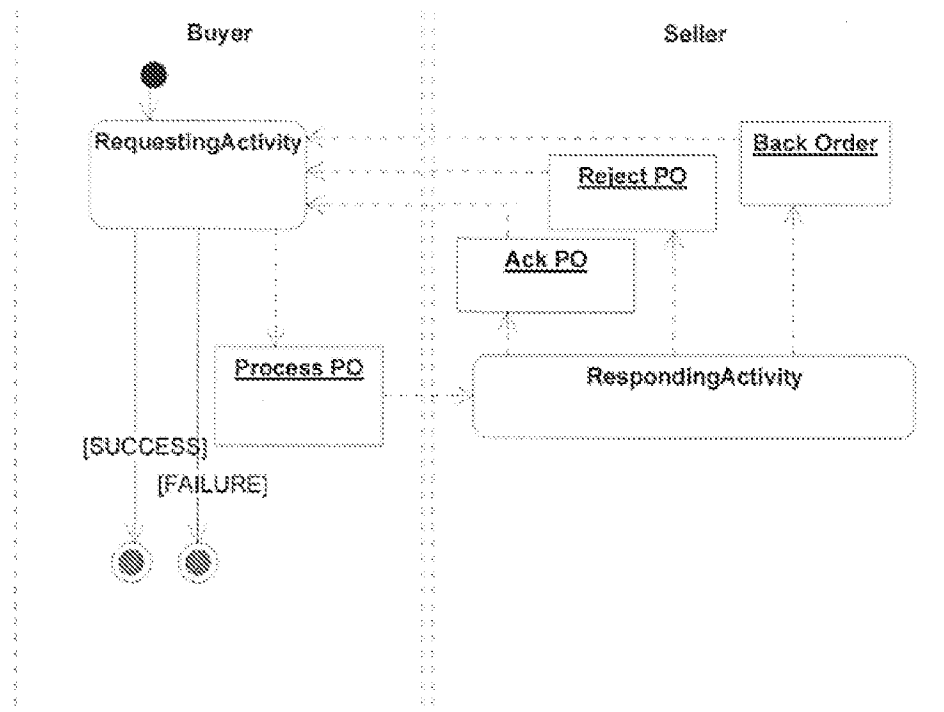 Buyer
Seller
RequestingActivity
Back Order
Reject PO
Ack PO
Process PO
RespondingActivity
[SUCCESS]
[FAILURE]